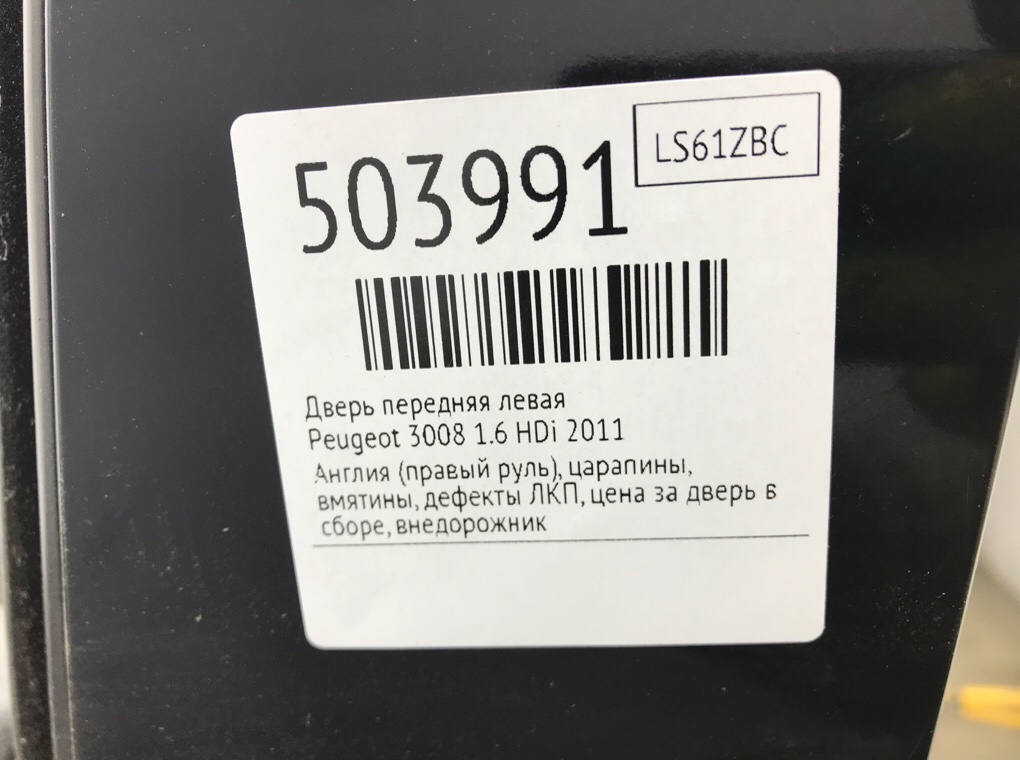 LS61ZBC
503991
Дверь передняя левая
Peugeot 3008 1.6 HDi 2011
Англия (правый руль), царапины,
вмятины, дефекты ЛКП, цена за дверь в
сборе, внедорожник